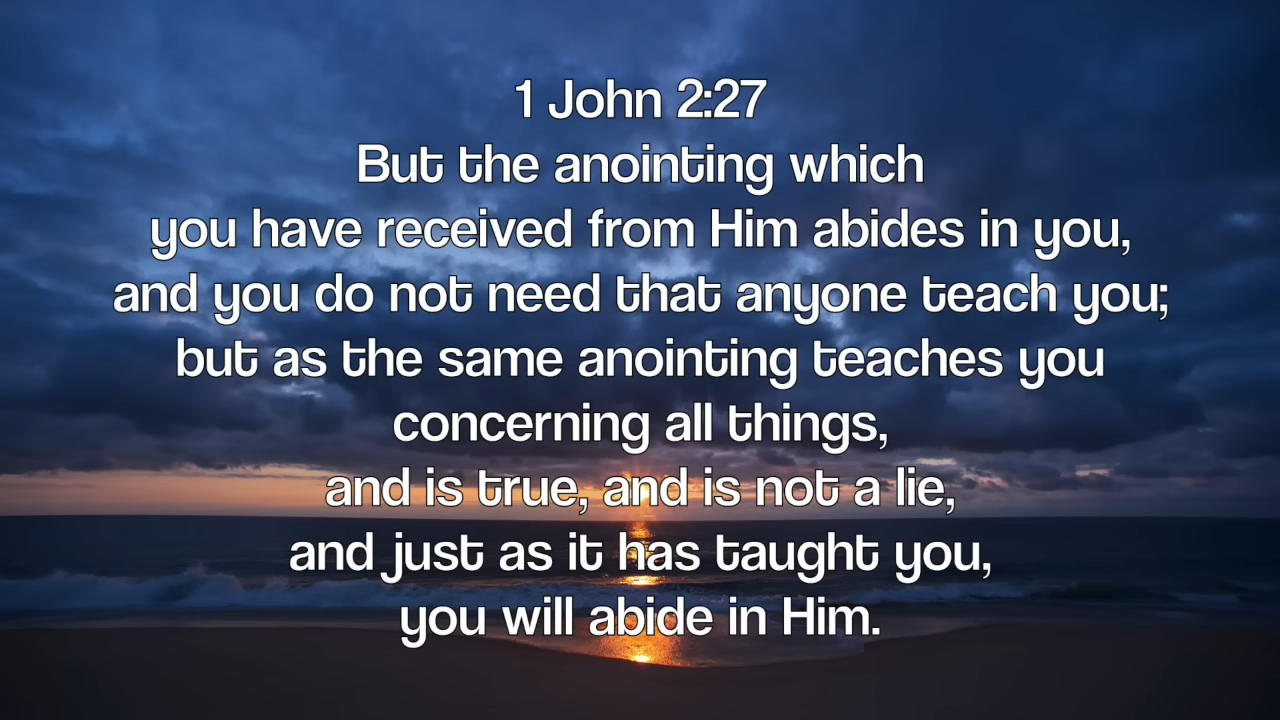 1 John 2:27
But the anointing which
you have received from Him abides in you,
and you do not need that anyone teach you;
but as the same anointing teaches you
concerning all things,
and is true, and is not a lie,
and just as it has taught you,
you will abide in Him.